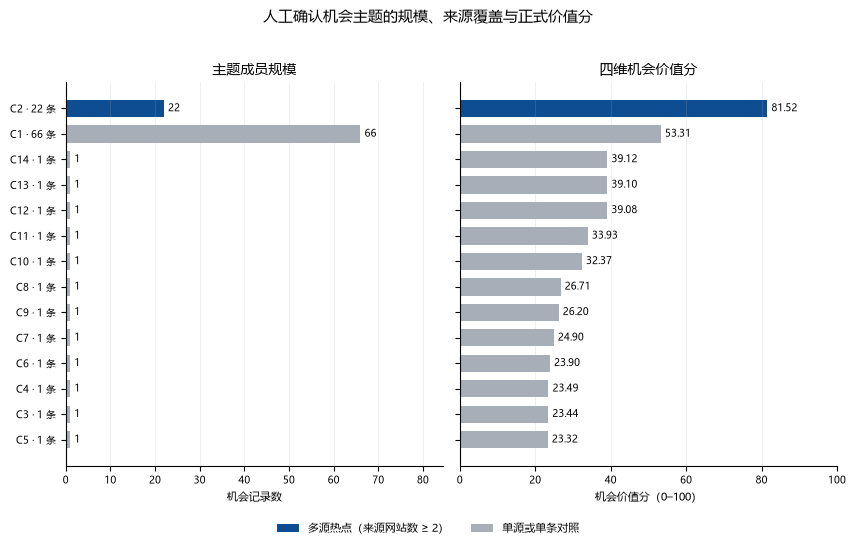 人工确认机会主题的规模、来源覆盖与正式价值分
主题成员规模
C2 · 22 条
22
C1 · 66 条
66
C14 · 1 条
1
C13 · 1 条
1
C12 · 1 条
1
C11 · 1 条
1
C10 · 1 条
1
C8 · 1 条
1
C9 · 1 条
1
C7 · 1 条
1
C6 · 1 条
1
C4 · 1 条
1
C3 · 1 条
1
C5 · 1 条
1
0 10 20 30 40 50 60 70 80
机会记录数
四维机会价值分
81.52
53.31
39.12
39.10
39.08
33.93
32.37
26.71
26.20
24.90
23.90
23.49
23.44
23.32
0 20 40 60 80 100
机会价值分（0–100）
多源热点（来源网站数 ≥ 2）
单源或单条对照